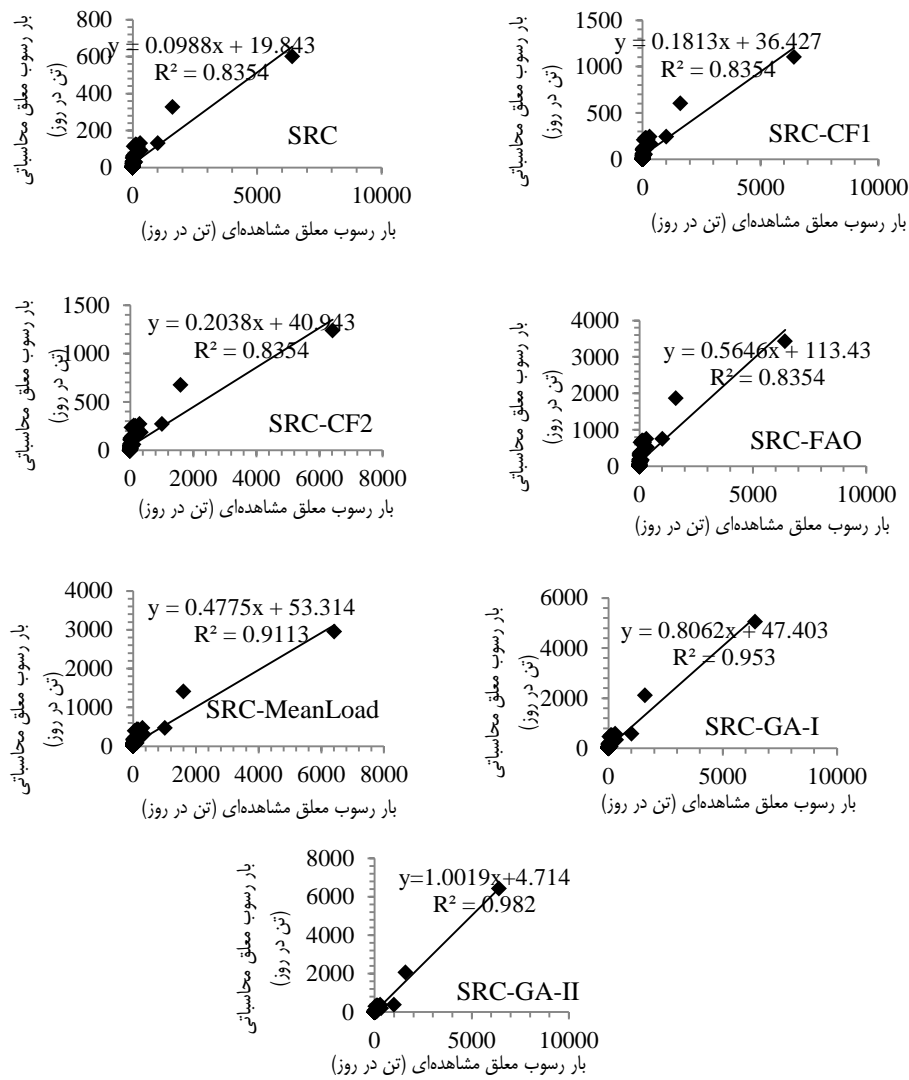 بار رسوب معلق محاسباتی
(تن در روز)
800
600
400
200
0
y = 0.0988x + 19.843
R² = 0.8354
SRC
0 5000 10000
بار رسوب معلق مشاهده‌ای (تن در روز)
بار رسوب معلق محاسباتی
(تن در روز)
1500
1000
500
0
y = 0.1813x + 36.427
R² = 0.8354
SRC-CF1
0 5000 10000
بار رسوب معلق مشاهده‌ای (تن در روز)
بار رسوب معلق محاسباتی
(تن در روز)
1500
1000
500
0
y = 0.2038x + 40.943
R² = 0.8354
SRC-CF2
0 2000 4000 6000 8000
بار رسوب معلق مشاهده‌ای (تن در روز)
بار رسوب معلق محاسباتی
(تن در روز)
4000
3000
2000
1000
0
y = 0.5646x + 113.43
R² = 0.8354
SRC-FAO
0 5000 10000
بار رسوب معلق مشاهده‌ای (تن در روز)
بار رسوب معلق محاسباتی
(تن در روز)
4000
3000
2000
1000
0
y = 0.4775x + 53.314
R² = 0.9113
SRC-MeanLoad
0 2000 4000 6000 8000
بار رسوب معلق مشاهده‌ای (تن در روز)
بار رسوب معلق محاسباتی
(تن در روز)
6000
4000
2000
0
y = 0.8062x + 47.403
R² = 0.953
SRC-GA-I
0 5000 10000
بار رسوب معلق مشاهده‌ای (تن در روز)
بار رسوب معلق محاسباتی
(تن در روز)
8000
6000
4000
2000
0
y=1.0019x+4.714
R² = 0.982
SRC-GA-II
0 5000 10000
بار رسوب معلق مشاهده‌ای (تن در روز)